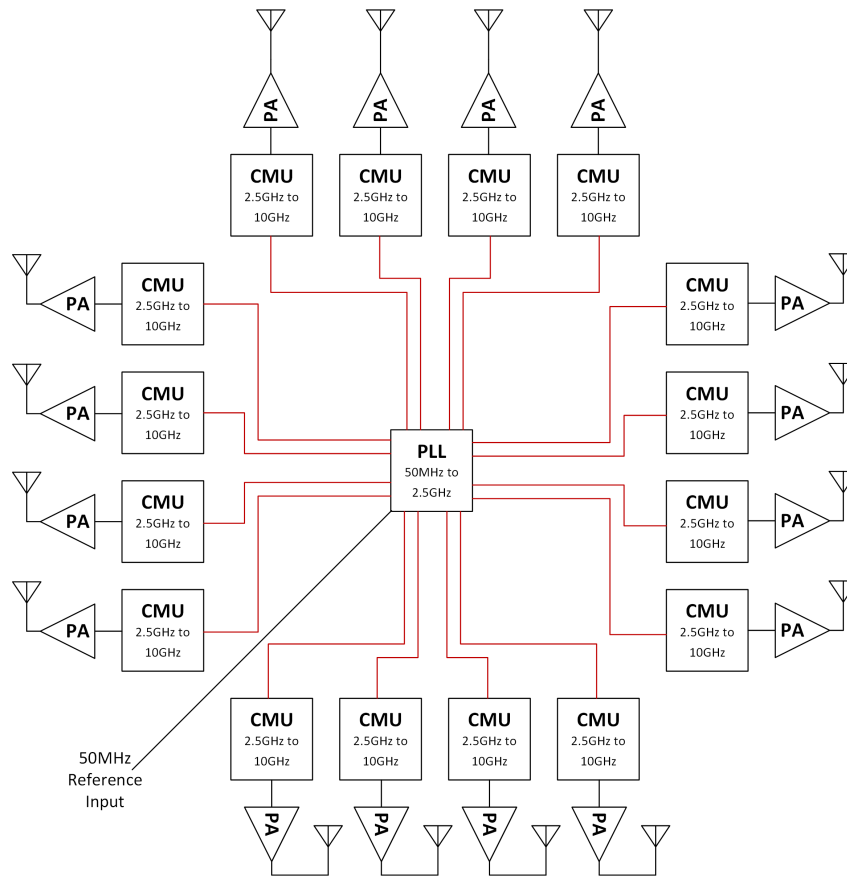 PA
PA
PA
PA
CMU
2.5GHz to
10GHz
CMU
2.5GHz to
10GHz
CMU
2.5GHz to
10GHz
CMU
2.5GHz to
10GHz
PA
CMU
2.5GHz to
10GHz
CMU
2.5GHz to
10GHz
PA
PA
CMU
2.5GHz to
10GHz
CMU
2.5GHz to
10GHz
PA
PLL
50MHz to
2.5GHz
PA
CMU
2.5GHz to
10GHz
CMU
2.5GHz to
10GHz
PA
PA
CMU
2.5GHz to
10GHz
CMU
2.5GHz to
10GHz
PA
CMU
2.5GHz to
10GHz
CMU
2.5GHz to
10GHz
CMU
2.5GHz to
10GHz
CMU
2.5GHz to
10GHz
50MHz
Reference
Input
PA
PA
PA
PA